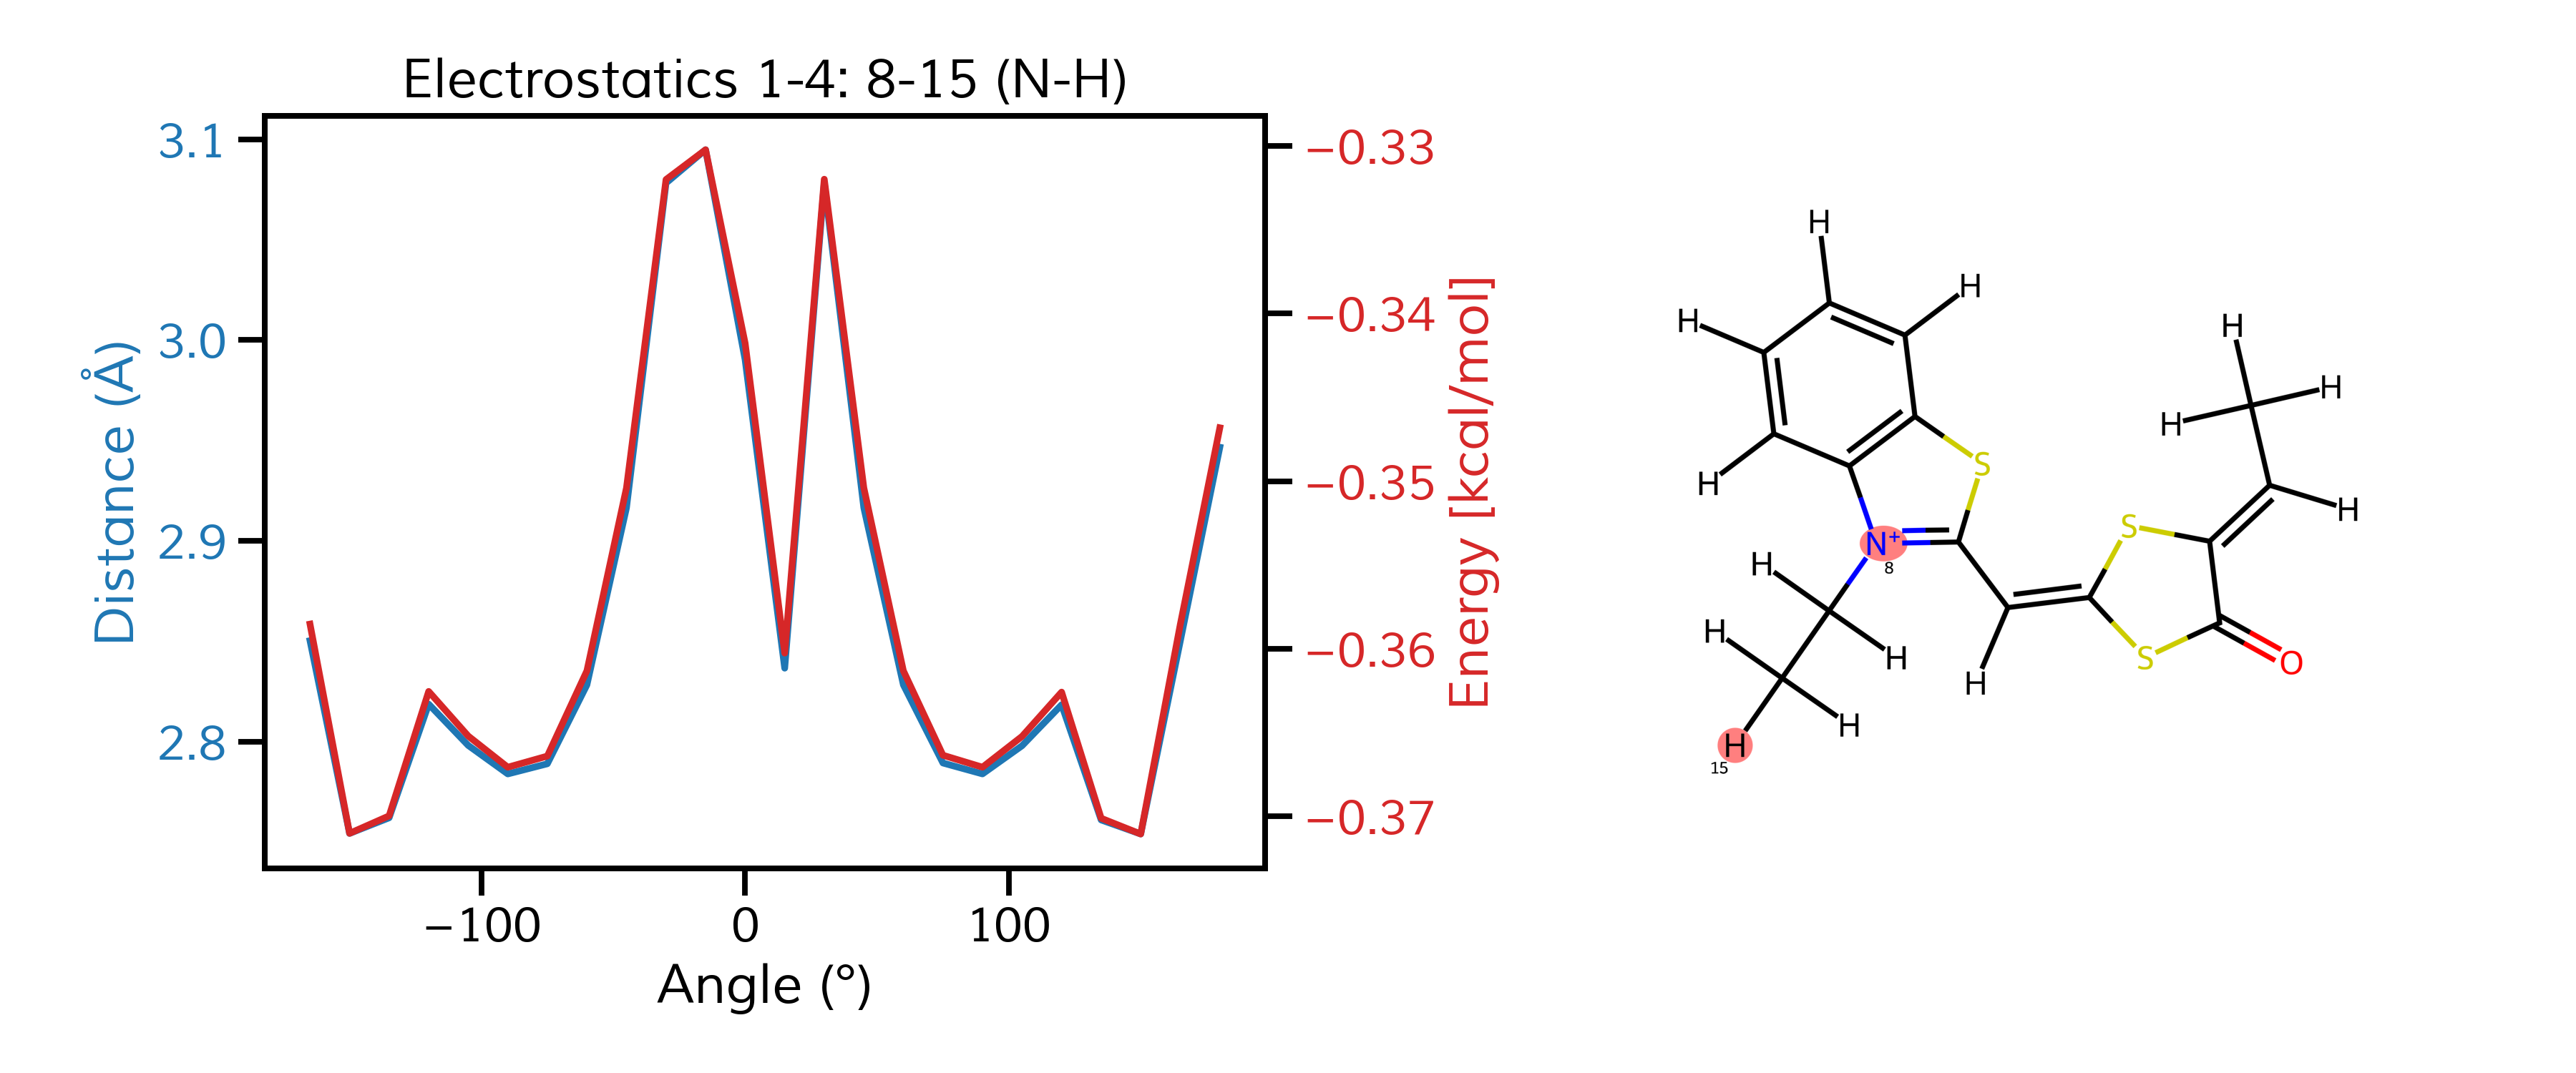 Electrostatics 1-4: 8-15 (N-H)
3.1
3.0
2.9
2.8
Distance (Å)
−0.33
−0.34
−0.35
−0.36
−0.37
Energy [kcal/mol]
−100
0
100
Angle (°)
H
H
H
H
S
N+
8
H
H
H
H
H
15
H
S
S
O
H
H
H
H